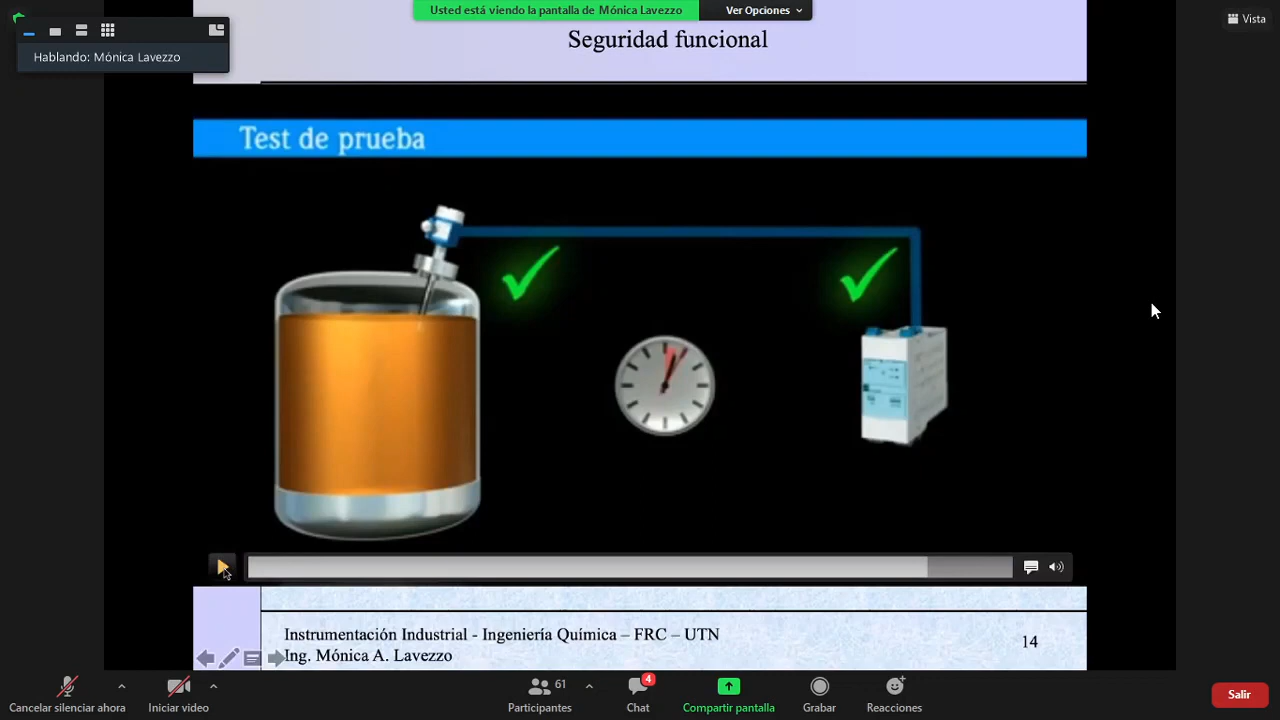 Usted está viendo la pantalla de Mónica Lavezzo
Ver Opciones
Vista
Hablando: Mónica Lavezzo
Seguridad funcional
Test de prueba
Instrumentación Industrial - Ingeniería Química – FRC – UTN
Ing. Mónica A. Lavezzo
14
Cancelar silenciar ahora
Iniciar video
61
Participantes
4
Chat
Compartir pantalla
Grabar
Reacciones
Salir